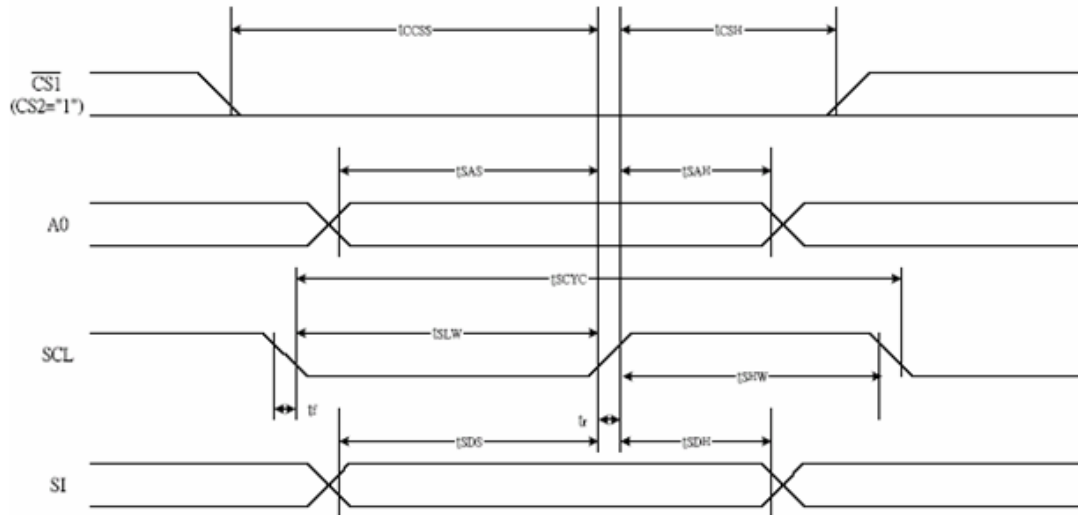 tCCSS tCSH
CS1
(CS2="1")
tSAS tSAH
A0
tSCYC
tSLW
SCL
tSHW
tf tr
tSDS tSDH
SI